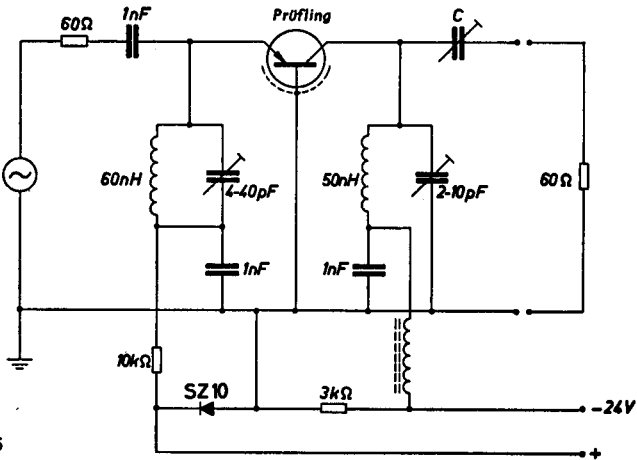 60Ω
1nF
Prüfling
C
60nH
4-40pF
50nH
2-10pF
60Ω
1nF
1nF
10kΩ
SZ10
3kΩ
-24V
+